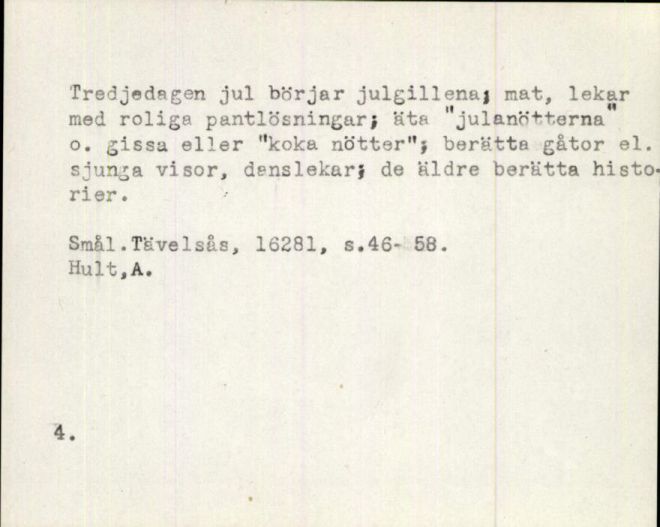 Tredjedagen jul börjar julgillena; mat, lekar
med roliga pantlösningar; äta "julanötterna"
o. gissa eller "koka nötter"; berätta gåtor el.
sjunga visor, danslekar; de äldre berätta histo-
rier.
Smål.Tävelsås, 16281, s.46- 58.
Hult,A.
4.